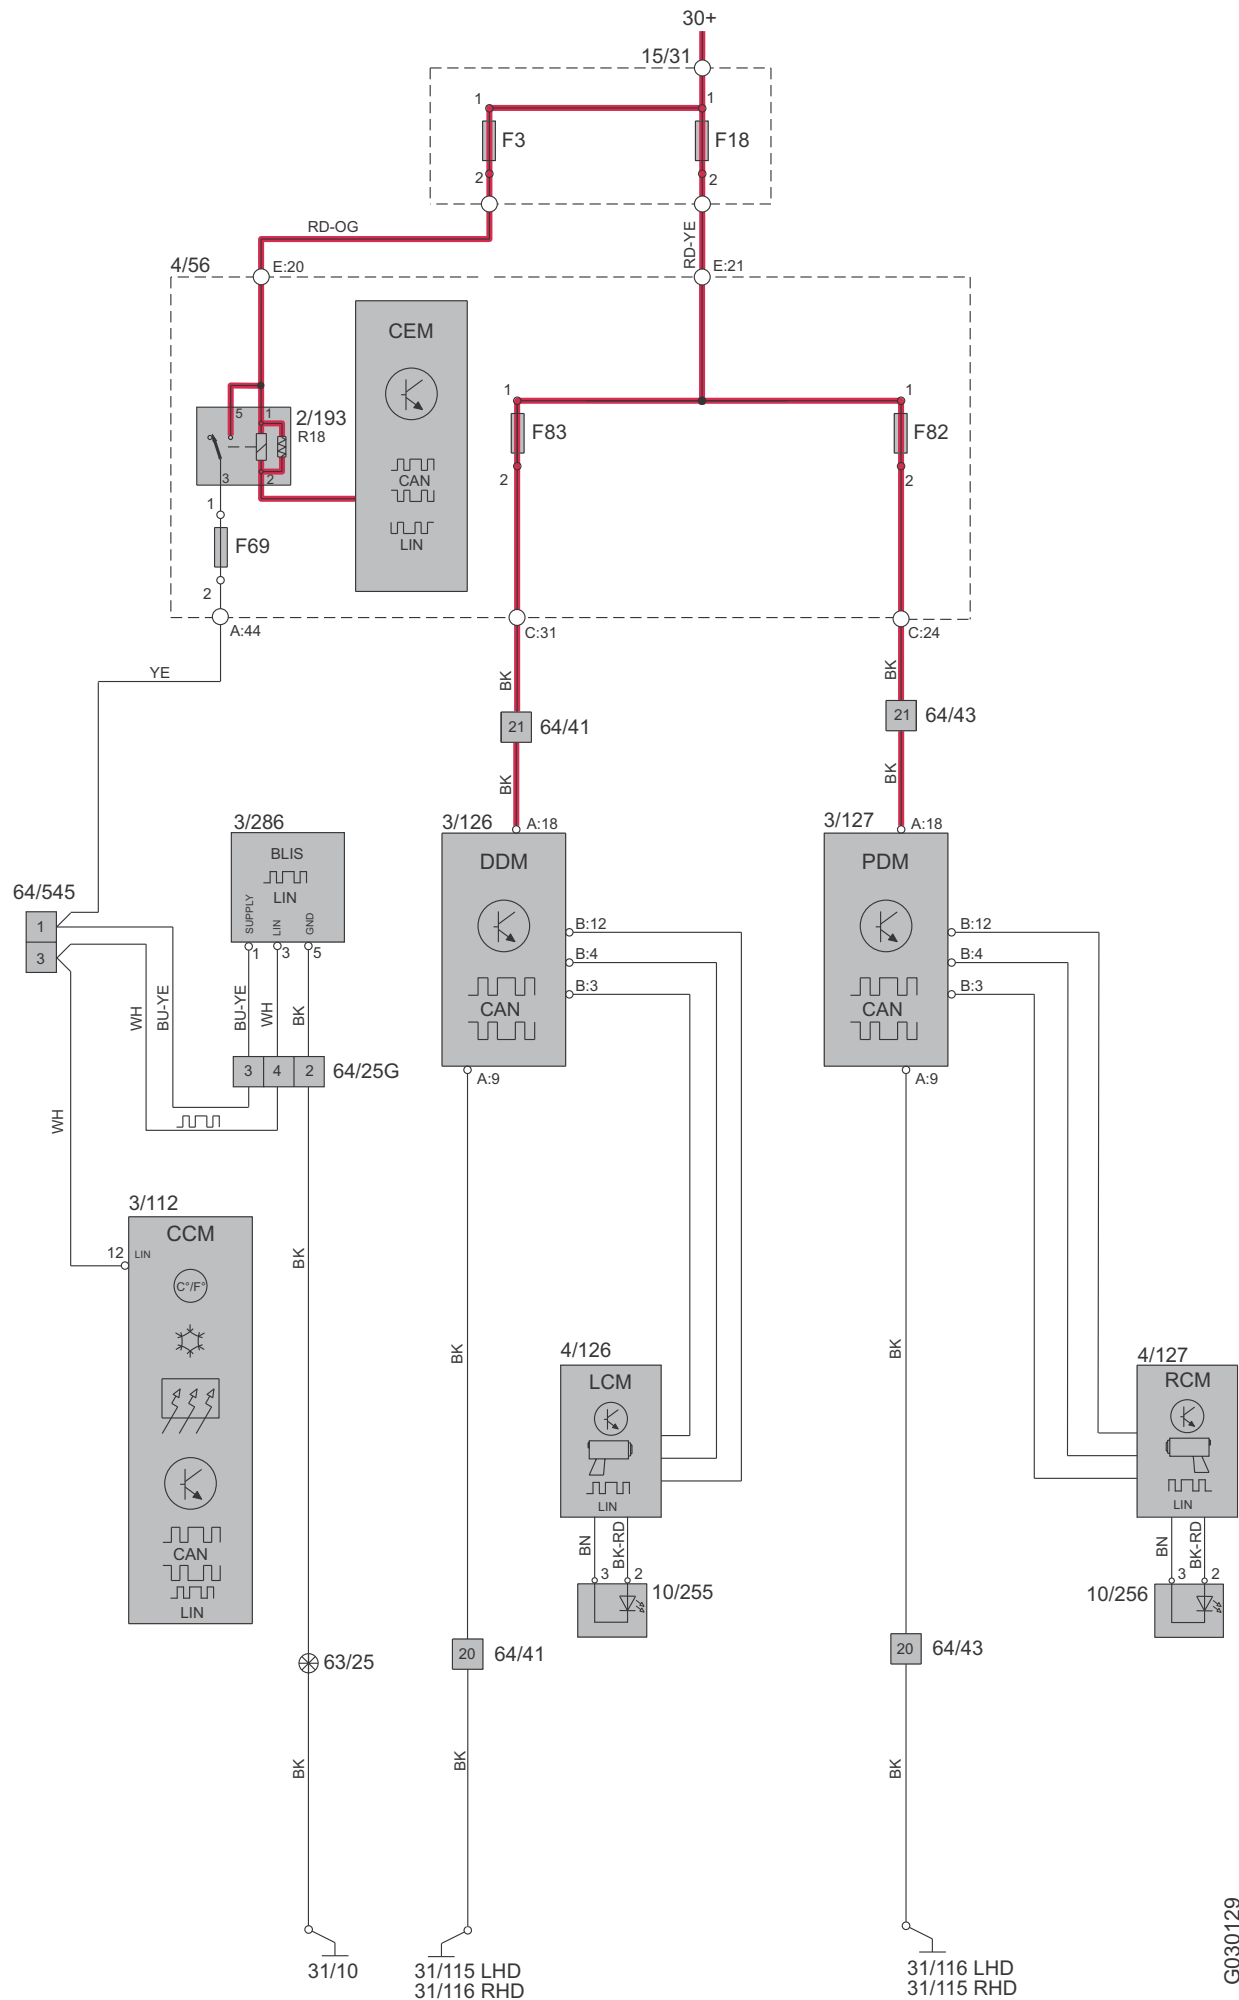 30+
15/31
1
1
F3
F18
2
2
RD-OG
RD-YE
4/56
E:20
E:21
CEM
5
1
2/193
R18
3
2
CAN
LIN
1
F83
2
1
F82
2
1
F69
2
A:44
C:31
C:24
YE
BK
BK
21
64/41
21
64/43
BK
BK
3/286
BLIS
LIN
SUPPLY
LIN
GND
1
3
5
3/126
A:18
DDM
B:12
B:4
B:3
CAN
A:9
3/127
A:18
PDM
B:12
B:4
B:3
CAN
A:9
64/545
1
3
WH
BU-YE
BU-YE
WH
BK
3
4
2
64/25G
WH
3/112
CCM
12
LIN
C°/F°
CAN
LIN
BK
BK
BK
4/126
LCM
LIN
BN
BK-RD
3
2
10/255
4/127
RCM
LIN
BN
BK-RD
3
2
10/256
63/25
20
64/41
20
64/43
BK
BK
BK
31/10
31/115 LHD
31/116 RHD
31/116 LHD
31/115 RHD
G030129